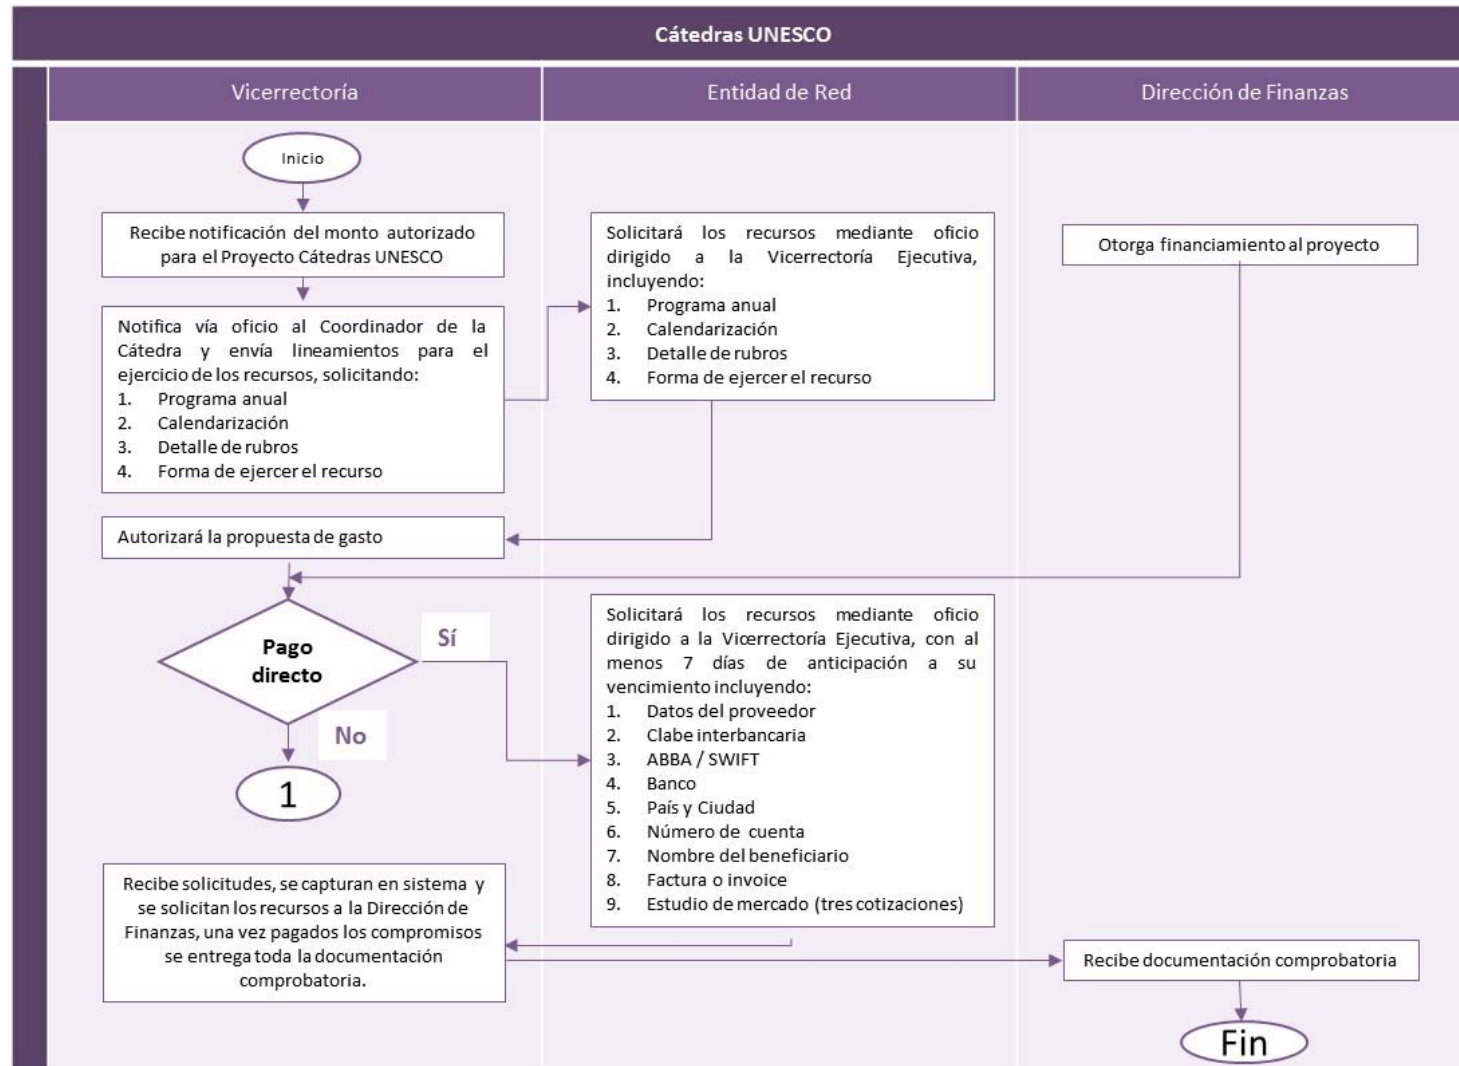 Cátedras UNESCO
Vicerrectoría
Entidad de Red
Dirección de Finanzas
Inicio
Recibe notificación del monto autorizado
para el Proyecto Cátedras UNESCO
Notifica vía oficio al Coordinador de la
Cátedra y envía lineamientos para el
ejercicio de los recursos, solicitando:
1. Programa anual
2. Calendarización
3. Detalle de rubros
4. Forma de ejercer el recurso
Solicitará los recursos mediante oficio
dirigido a la Vicerrectoría Ejecutiva,
incluyendo:
1. Programa anual
2. Calendarización
3. Detalle de rubros
4. Forma de ejercer el recurso
Otorga financiamiento al proyecto
Autorizará la propuesta de gasto
Pago
directo
Sí
No
1
Solicitará los recursos mediante oficio
dirigido a la Vicerrectoría Ejecutiva, con al
menos 7 días de anticipación a su
vencimiento incluyendo:
1. Datos del proveedor
2. Clabe interbancaria
3. ABBA / SWIFT
4. Banco
5. País y Ciudad
6. Número de cuenta
7. Nombre del beneficiario
8. Factura o invoice
9. Estudio de mercado (tres cotizaciones)
Recibe solicitudes, se capturan en sistema y
se solicitan los recursos a la Dirección de
Finanzas, una vez pagados los compromisos
se entrega toda la documentación
comprobatoria.
Recibe documentación comprobatoria
Fin